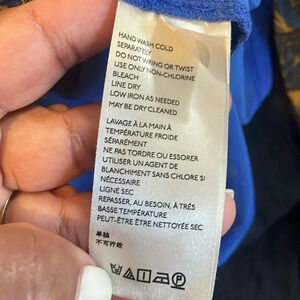 HAND WASH COLD
SEPARATELY
DO NOT WRING OR TWIST
USE ONLY NON-CHLORINE
BLEACH
LINE DRY
LOW IRON AS NEEDED
MAY BE DRY CLEANED
LAVAGE À LA MAIN À
TEMPÉRATURE FROIDE
SÉPARÉMENT
NE PAS TORDRE OU ESSORER
UTILISER UN AGENT DE
BLANCHIMENT SANS CHLORE SI
NÉCESSAIRE
LIGNE SEC
REPASSER, AU BESOIN, À TRÉS
BASSE TEMPÉRATURE
PEUT-ÊTRE ÊTRE NETTOYÉE SEC
单独
不可拧绞